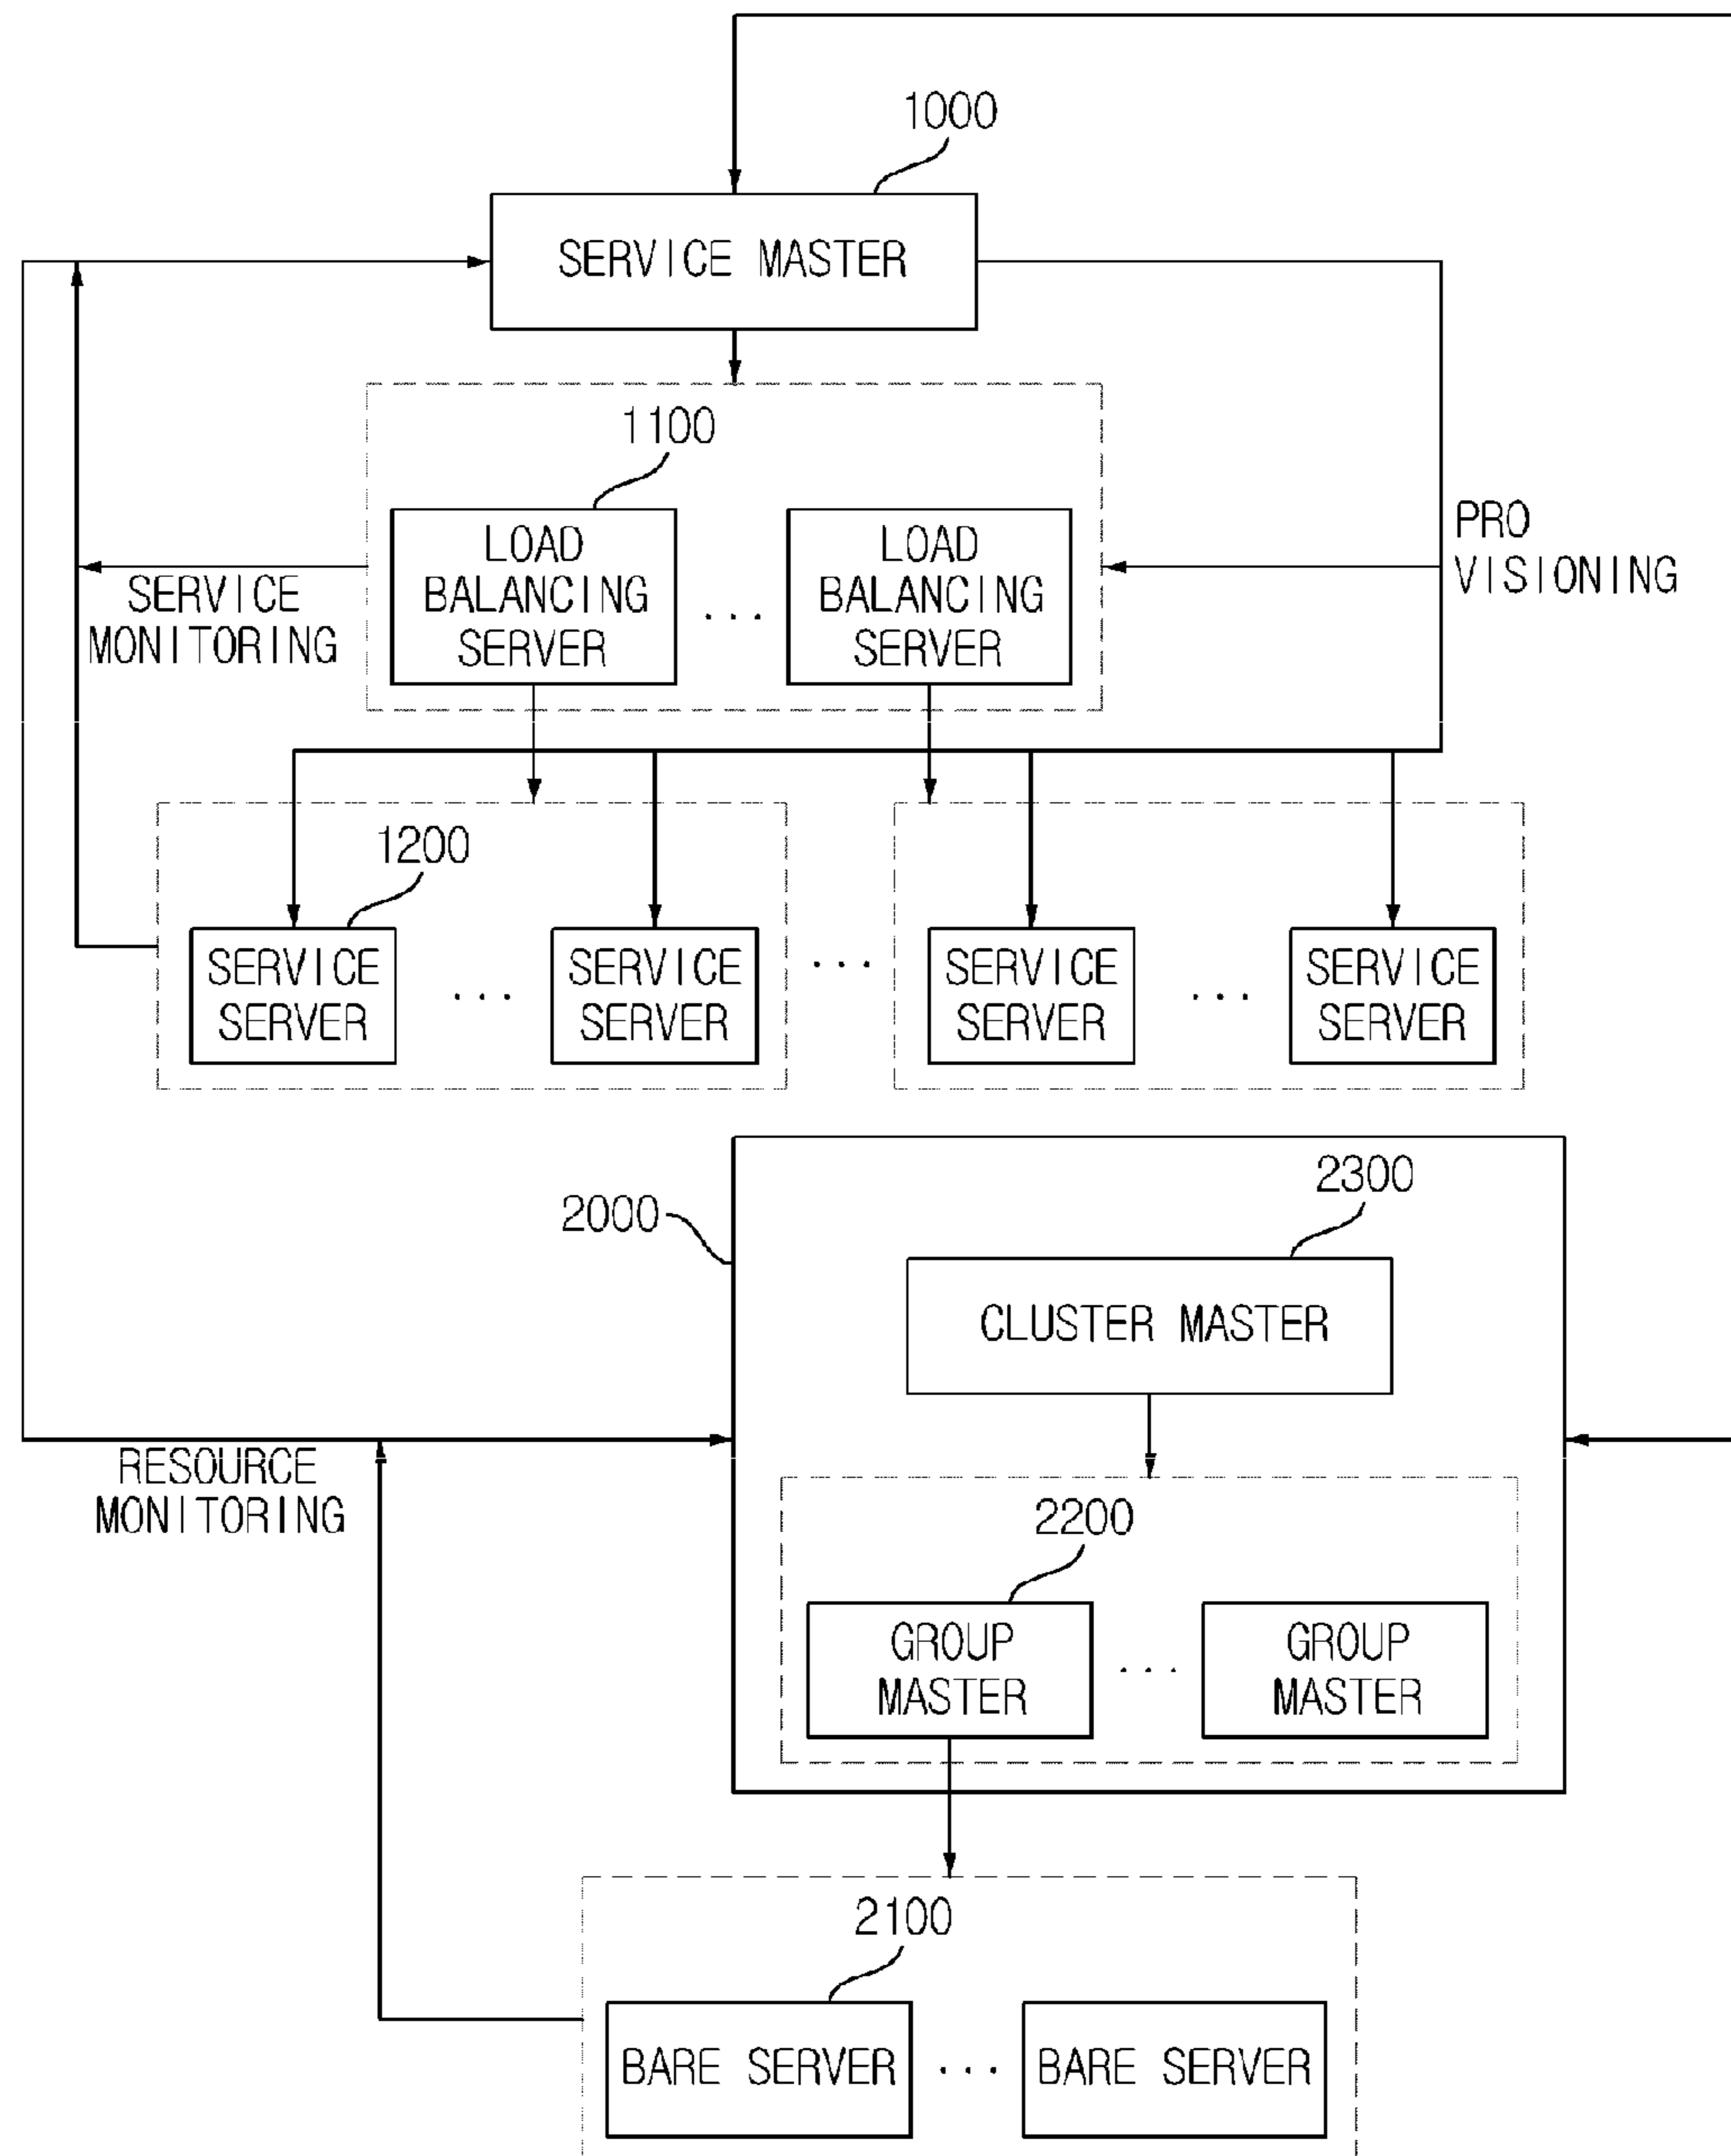 1000
SERVICE MASTER
1100
LOAD
BALANCING
SERVER
...
LOAD
BALANCING
SERVER
PRO
VISIONING
SERVICE
MONITORING
1200
SERVICE
SERVER
...
SERVICE
SERVER
...
SERVICE
SERVER
...
SERVICE
SERVER
2000
2300
CLUSTER MASTER
RESOURCE
MONITORING
2200
GROUP
MASTER
...
GROUP
MASTER
2100
BARE SERVER
...
BARE SERVER